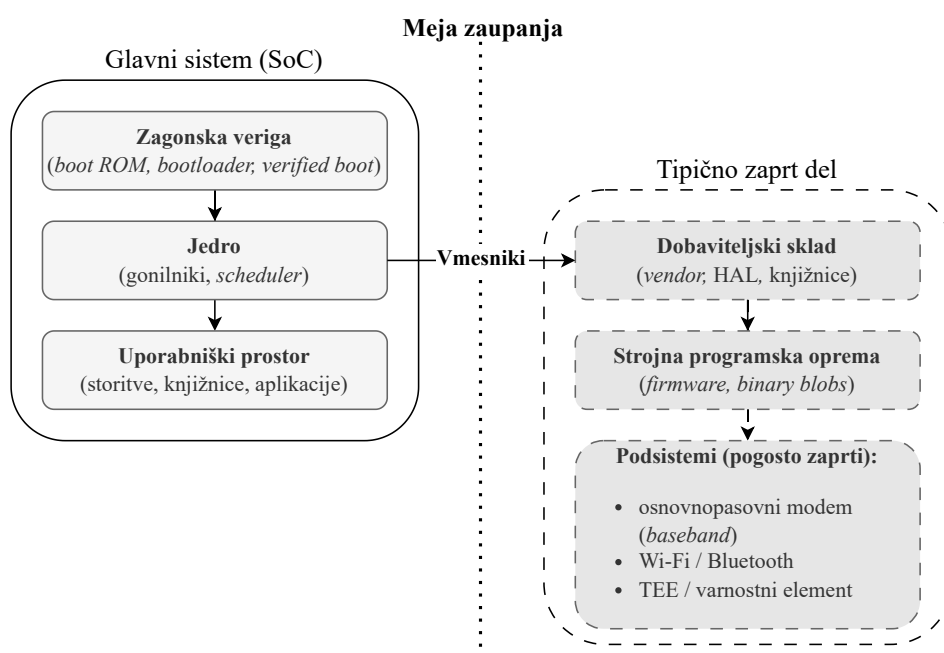 Meja zaupanja
Glavni sistem (SoC)
Zagonska veriga
(boot ROM, bootloader, verified boot)
Jedro
(gonilniki, scheduler)
Uporabniški prostor
(storitve, knjižnice, aplikacije)
Vmesniki
Tipično zaprt del
Dobaviteljski sklad
(vendor, HAL, knjižnice)
Strojna programska oprema
(firmware, binary blobs)
Podsistemi (pogosto zaprti):
• osnovnopasovni modem
(baseband)
• Wi-Fi / Bluetooth
• TEE / varnostni element